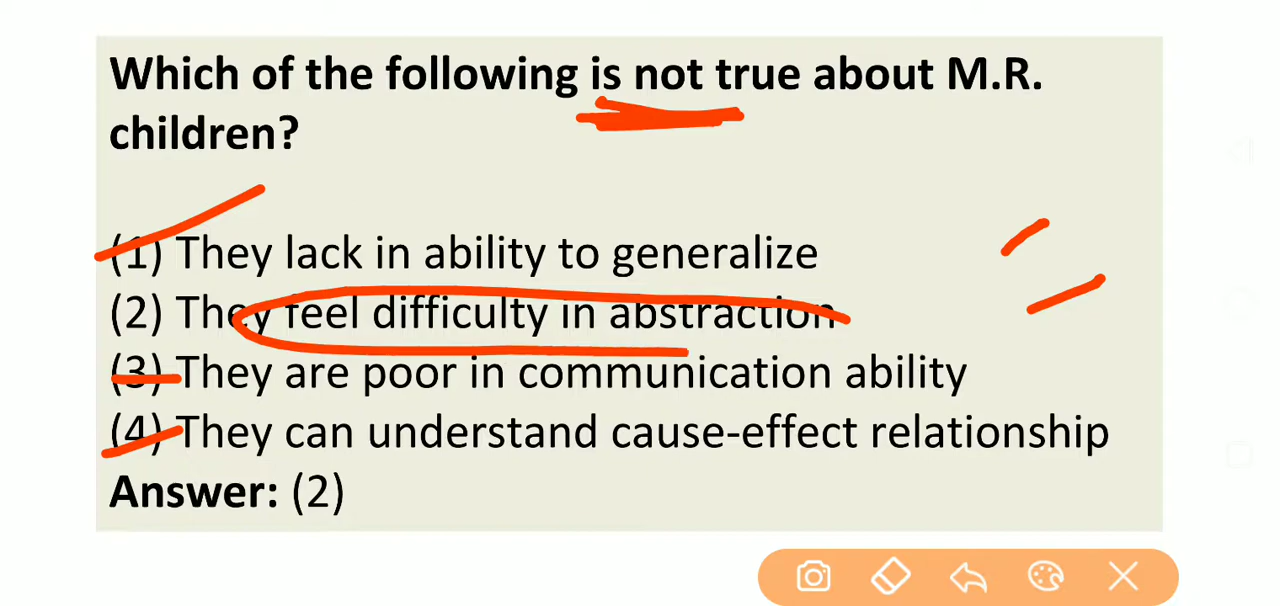 Which of the following is not true about M.R.
children?
(1) They lack in ability to generalize
(2) They feel difficulty in abstraction
(3) They are poor in communication ability
(4) They can understand cause-effect relationship
Answer: (2)